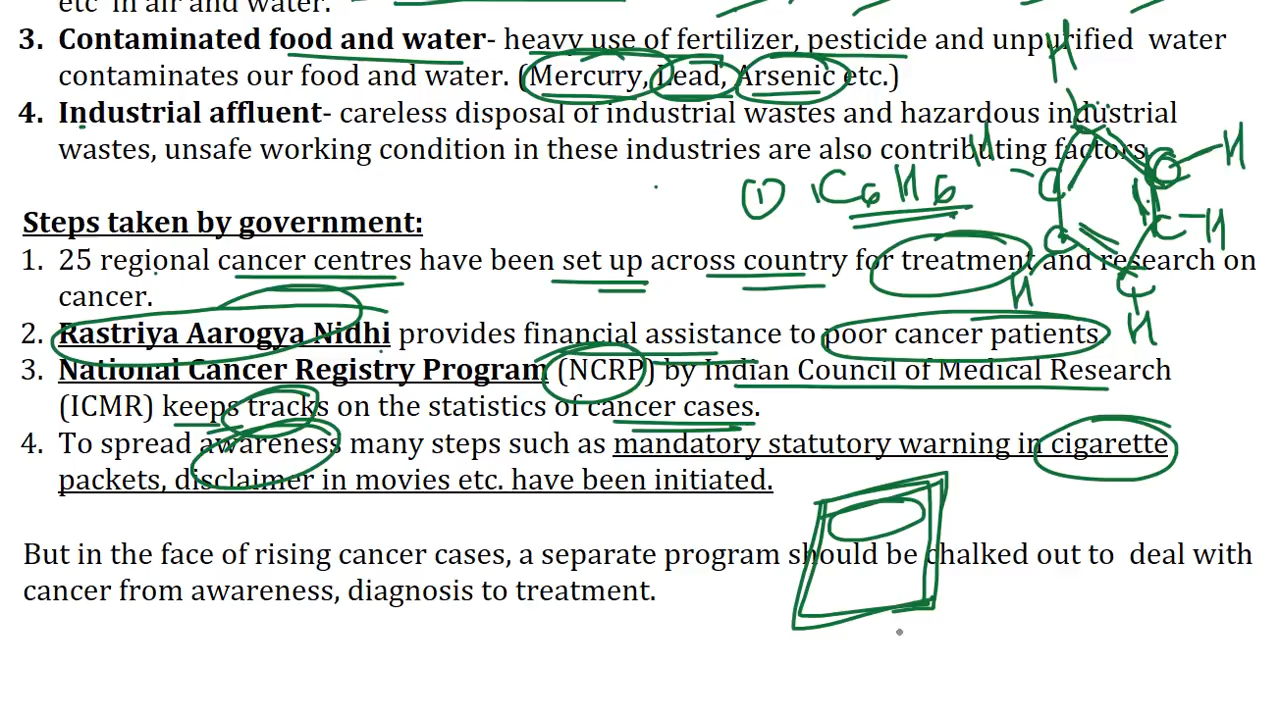 etc in air and water.
3. Contaminated food and water- heavy use of fertilizer, pesticide and unpurified water
contaminates our food and water. (Mercury, Lead, Arsenic etc.)
4. Industrial affluent- careless disposal of industrial wastes and hazardous industrial
wastes, unsafe working condition in these industries are also contributing factors.
① C6H6
H
H
C
C
H
C
C
H
C
H
C
H
Steps taken by government:
1. 25 regional cancer centres have been set up across country for treatment and research on
cancer.
2. Rastriya Aarogya Nidhi provides financial assistance to poor cancer patients.
3. National Cancer Registry Program (NCRP) by Indian Council of Medical Research
(ICMR) keeps tracks on the statistics of cancer cases.
4. To spread awareness many steps such as mandatory statutory warning in cigarette
packets, disclaimer in movies etc. have been initiated.
But in the face of rising cancer cases, a separate program should be chalked out to deal with
cancer from awareness, diagnosis to treatment.